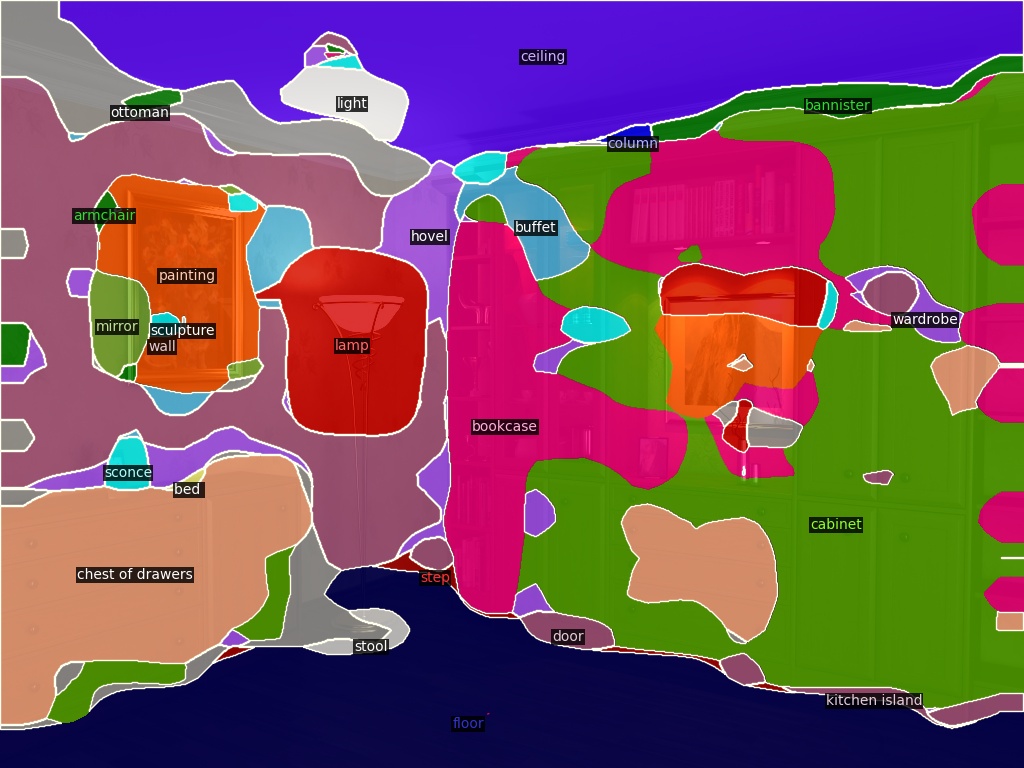 ceiling
light
ottoman
bannister
column
armchair
buffet
hovel
painting
wardrobe
mirror
sculpture
wall
lamp
bookcase
sconce
bed
cabinet
chest of drawers
step
door
stool
kitchen island
floor